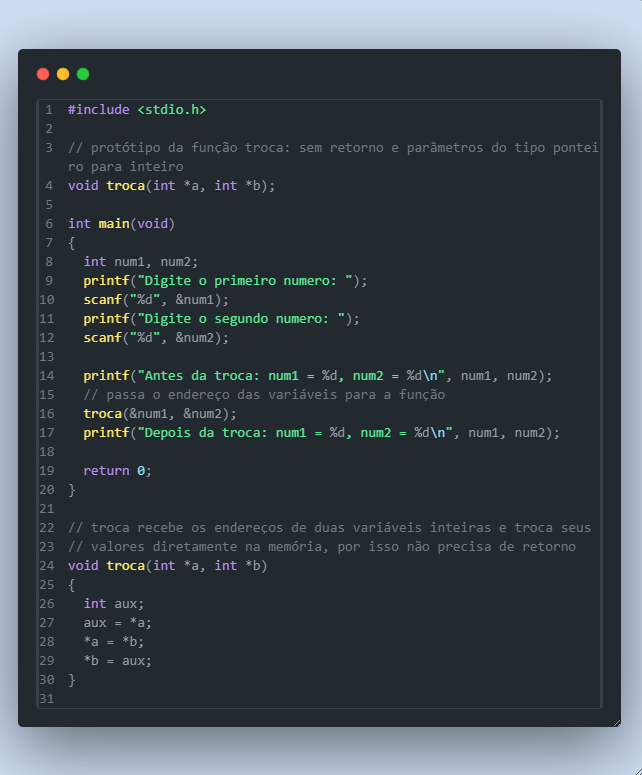 1 #include <stdio.h>
2
3 // protótipo da função troca: sem retorno e parâmetros do tipo pontei
ro para inteiro
4 void troca(int *a, int *b);
5
6 int main(void)
7 {
8   int num1, num2;
9   printf("Digite o primeiro numero: ");
10   scanf("%d", &num1);
11   printf("Digite o segundo numero: ");
12   scanf("%d", &num2);
13
14   printf("Antes da troca: num1 = %d, num2 = %d\n", num1, num2);
15   // passa o endereço das variáveis para a função
16   troca(&num1, &num2);
17   printf("Depois da troca: num1 = %d, num2 = %d\n", num1, num2);
18
19   return 0;
20 }
21
22 // troca recebe os endereços de duas variáveis inteiras e troca seus
23 // valores diretamente na memória, por isso não precisa de retorno
24 void troca(int *a, int *b)
25 {
26   int aux;
27   aux = *a;
28   *a = *b;
29   *b = aux;
30 }
31